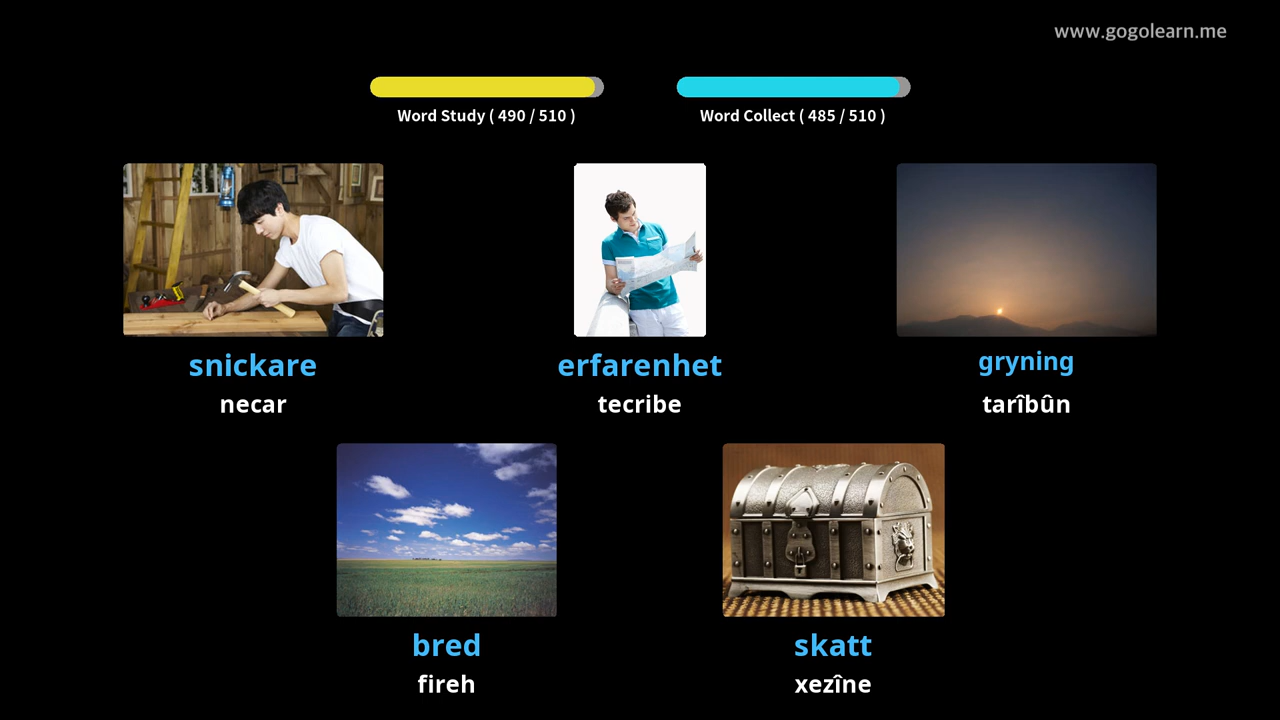 www.gogolearn.me
Word Study ( 490 / 510 )
Word Collect ( 485 / 510 )
snickare
necar
erfarenhet
tecribe
gryning
tarîbûn
bred
fireh
skatt
xezîne